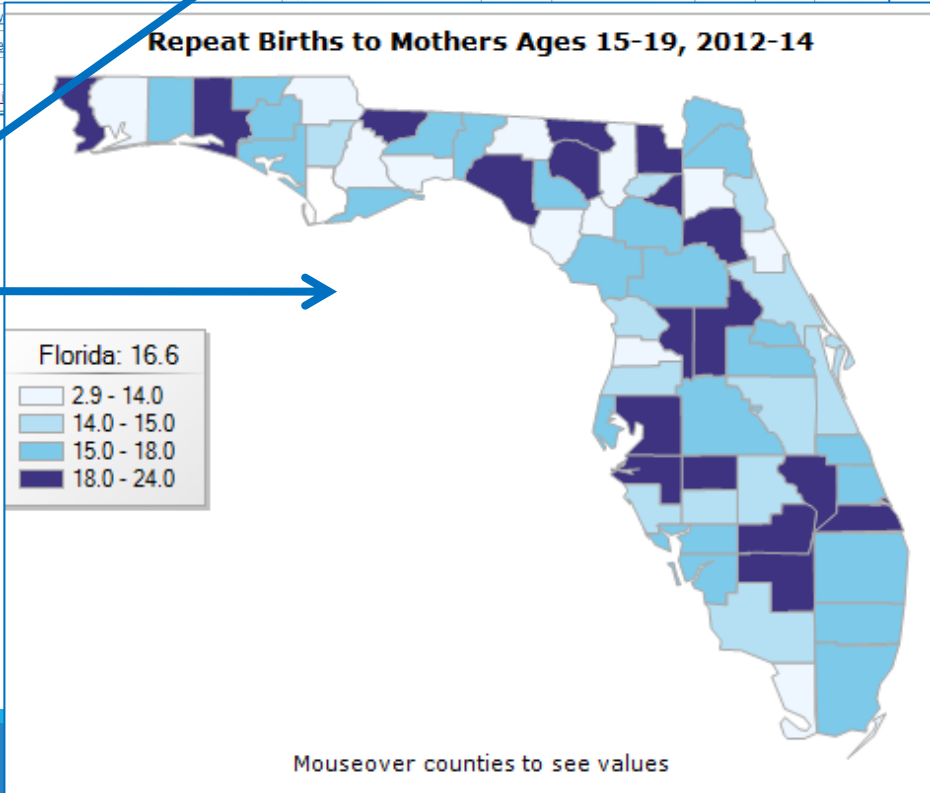 Repeat Births to Mothers Ages 15-19, 2012-14
Florida: 16.6
2.9 - 14.0
14.0 - 15.0
15.0 - 18.0
18.0 - 24.0
Mouseover counties to see values